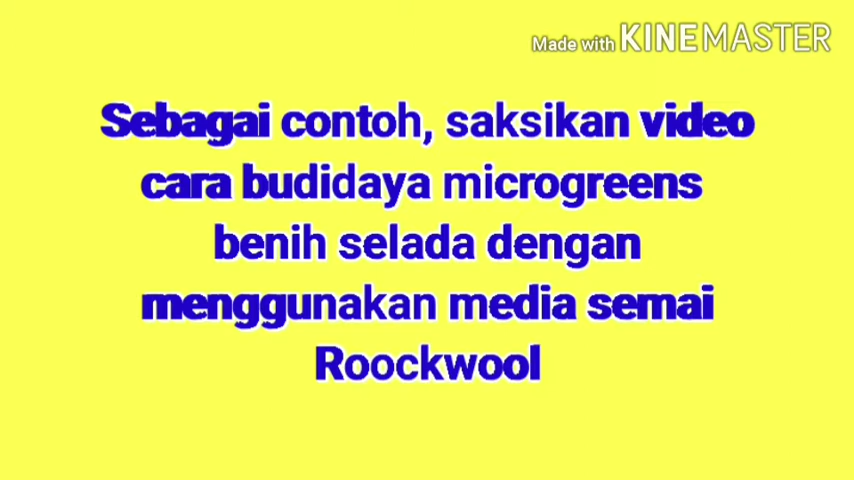 Made with KINEMASTER
Sebagai contoh, saksikan video
cara budidaya microgreens
benih selada dengan
menggunakan media semai
Roockwool